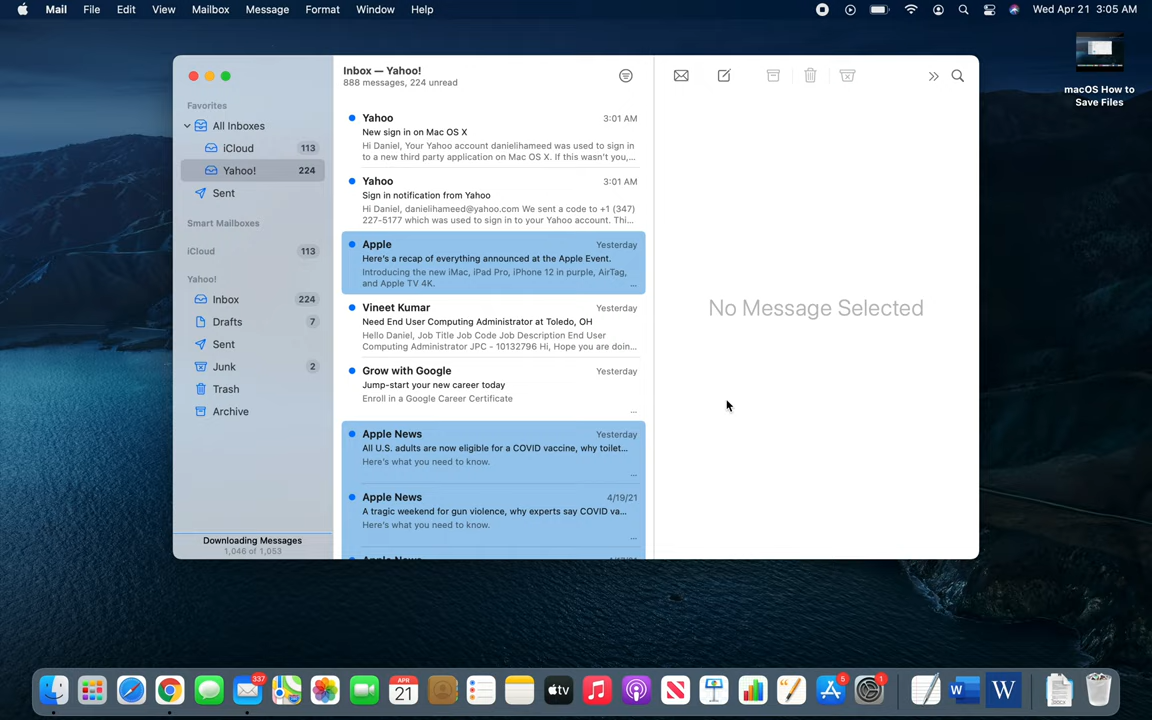 Mail File Edit View Mailbox Message Format Window Help Wed Apr 21 3:05 AM
macOS How to
Save Files
Favorites
All Inboxes
iCloud 113
Yahoo! 224
Sent
Smart Mailboxes
iCloud 113
Yahoo!
Inbox 224
Drafts 7
Sent
Junk 2
Trash
Archive
Downloading Messages
1,046 of 1,053
Inbox — Yahoo!
888 messages, 224 unread
Yahoo 3:01 AM
New sign in on Mac OS X
Hi Daniel, Your Yahoo account danielihameed was used to sign in
to a new third party application on Mac OS X. If this wasn't you,...
Yahoo 3:01 AM
Sign in notification from Yahoo
Hi Daniel, danielihameed@yahoo.com We sent a code to +1 (347)
227-5177 which was used to sign in to your Yahoo account. Thi...
Apple Yesterday
Here's a recap of everything announced at the Apple Event.
Introducing the new iMac, iPad Pro, iPhone 12 in purple, AirTag,
and Apple TV 4K. ...
Vineet Kumar Yesterday
Need End User Computing Administrator at Toledo, OH
Hello Daniel, Job Title Job Code Job Description End User
Computing Administrator JPC - 10132796 Hi, Hope you are doin...
Grow with Google Yesterday
Jump-start your new career today
Enroll in a Google Career Certificate
...
Apple News Yesterday
All U.S. adults are now eligible for a COVID vaccine, why toilet...
Here's what you need to know.
...
Apple News 4/19/21
A tragic weekend for gun violence, why experts say COVID va...
Here's what you need to know.
...
No Message Selected
337
APR
21
tv
5
1
W
W
DOCX